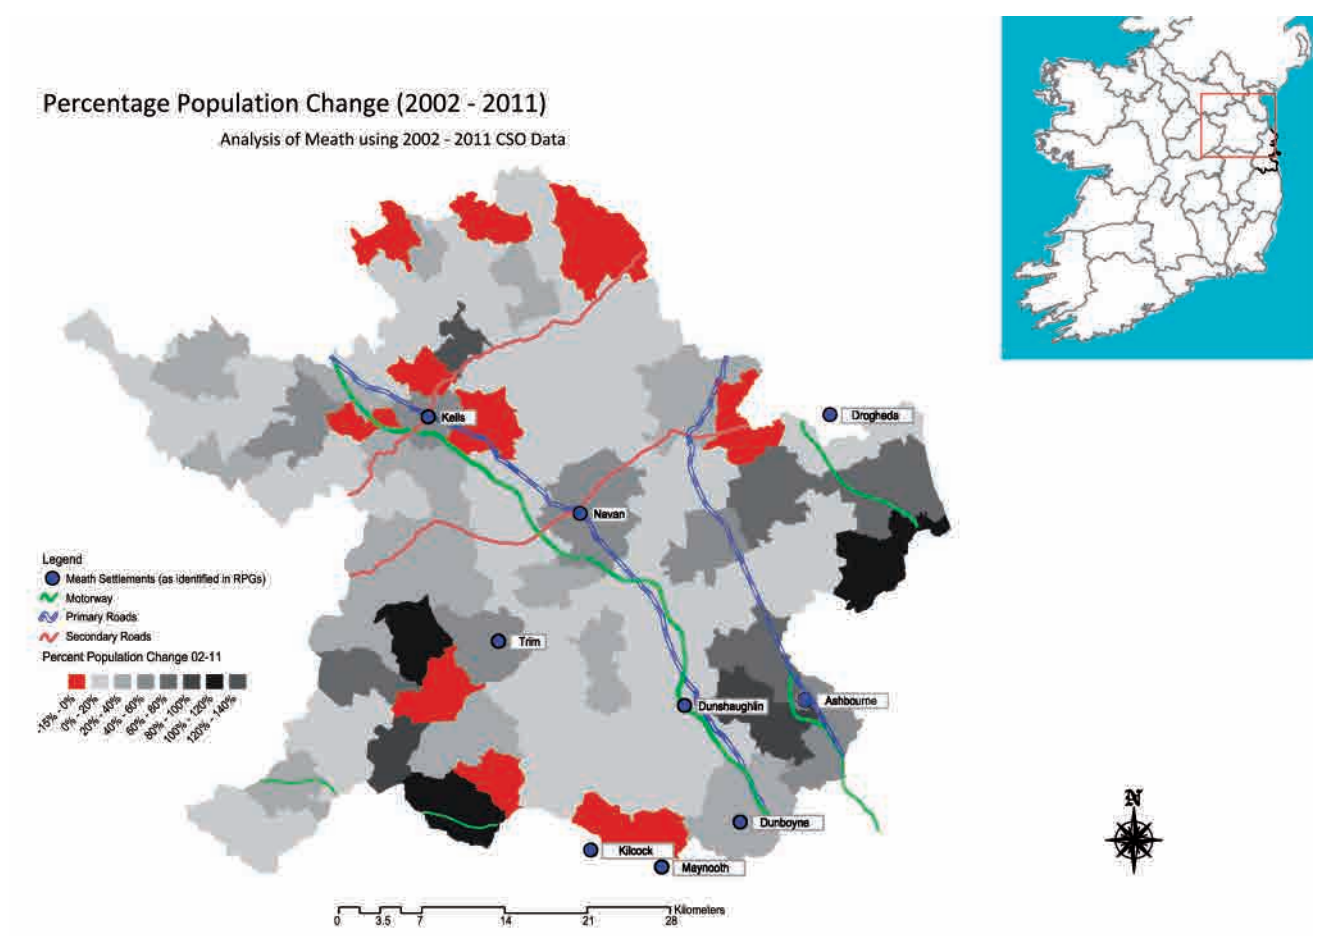 Percentage Population Change (2002 - 2011)
Analysis of Meath using 2002 - 2011 CSO Data
Kells
Drogheda
Navan
Legend
Meath Settlements (as identified in RPGs)
Motorway
Primary Roads
Secondary Roads
Percent Population Change 02-11
-15% - 0%
0% - 20%
20% - 40%
40% - 60%
60% - 80%
80% - 100%
100% - 120%
120% - 140%
Trim
Dunshaughlin
Ashbourne
Dunboyne
Kilcock
Maynooth
N
Kilometers
0 3.5 7 14 21 28